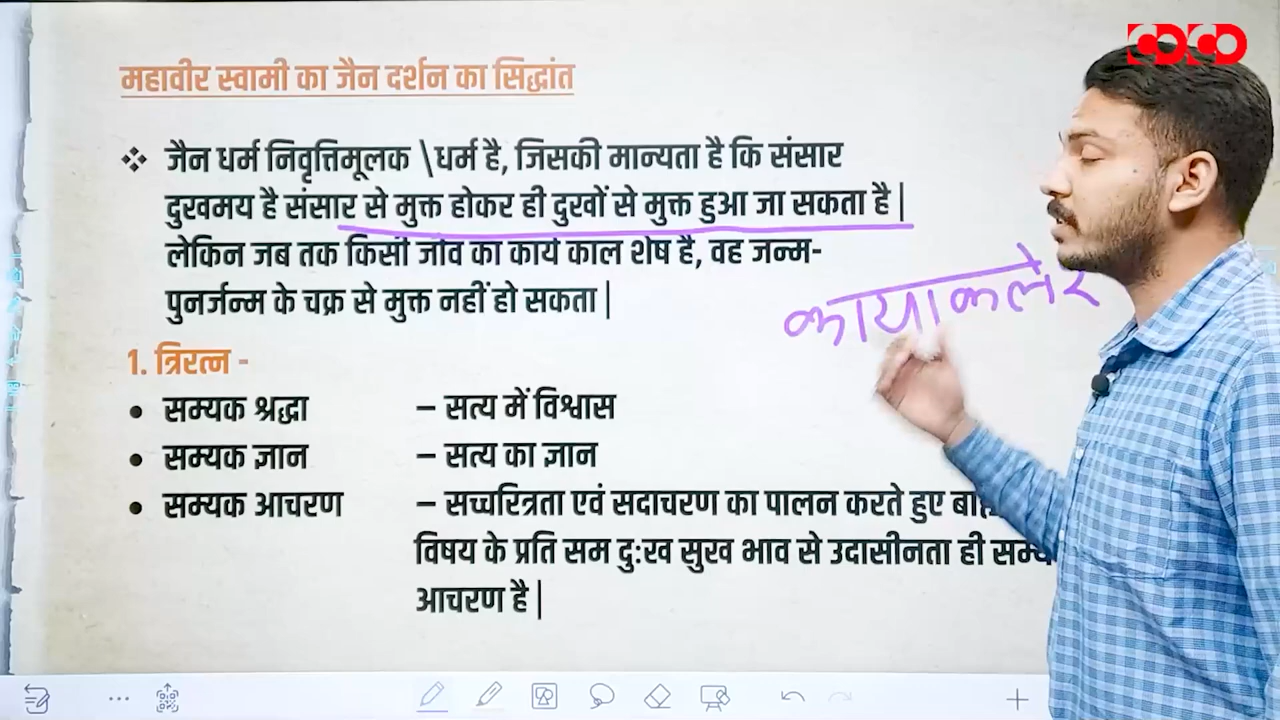 महावीर स्वामी का जैन दर्शन का सिद्धांत
❖ जैन धर्म निवृत्तिमूलक \धर्म है, जिसकी मान्यता है कि संसार
दुखमय है संसार से मुक्त होकर ही दुखों से मुक्त हुआ जा सकता है|
लेकिन जब तक किसी जीव का कार्य काल शेष है, वह जन्म-
पुनर्जन्म के चक्र से मुक्त नहीं हो सकता|
1. त्रिरत्न -
• सम्यक श्रद्धा – सत्य में विश्वास
• सम्यक ज्ञान – सत्य का ज्ञान
• सम्यक आचरण – सच्चरित्रता एवं सदाचरण का पालन करते हुए
विषय के प्रति सम दुःख सुख भाव से उदासीनता ही
आचरण है|